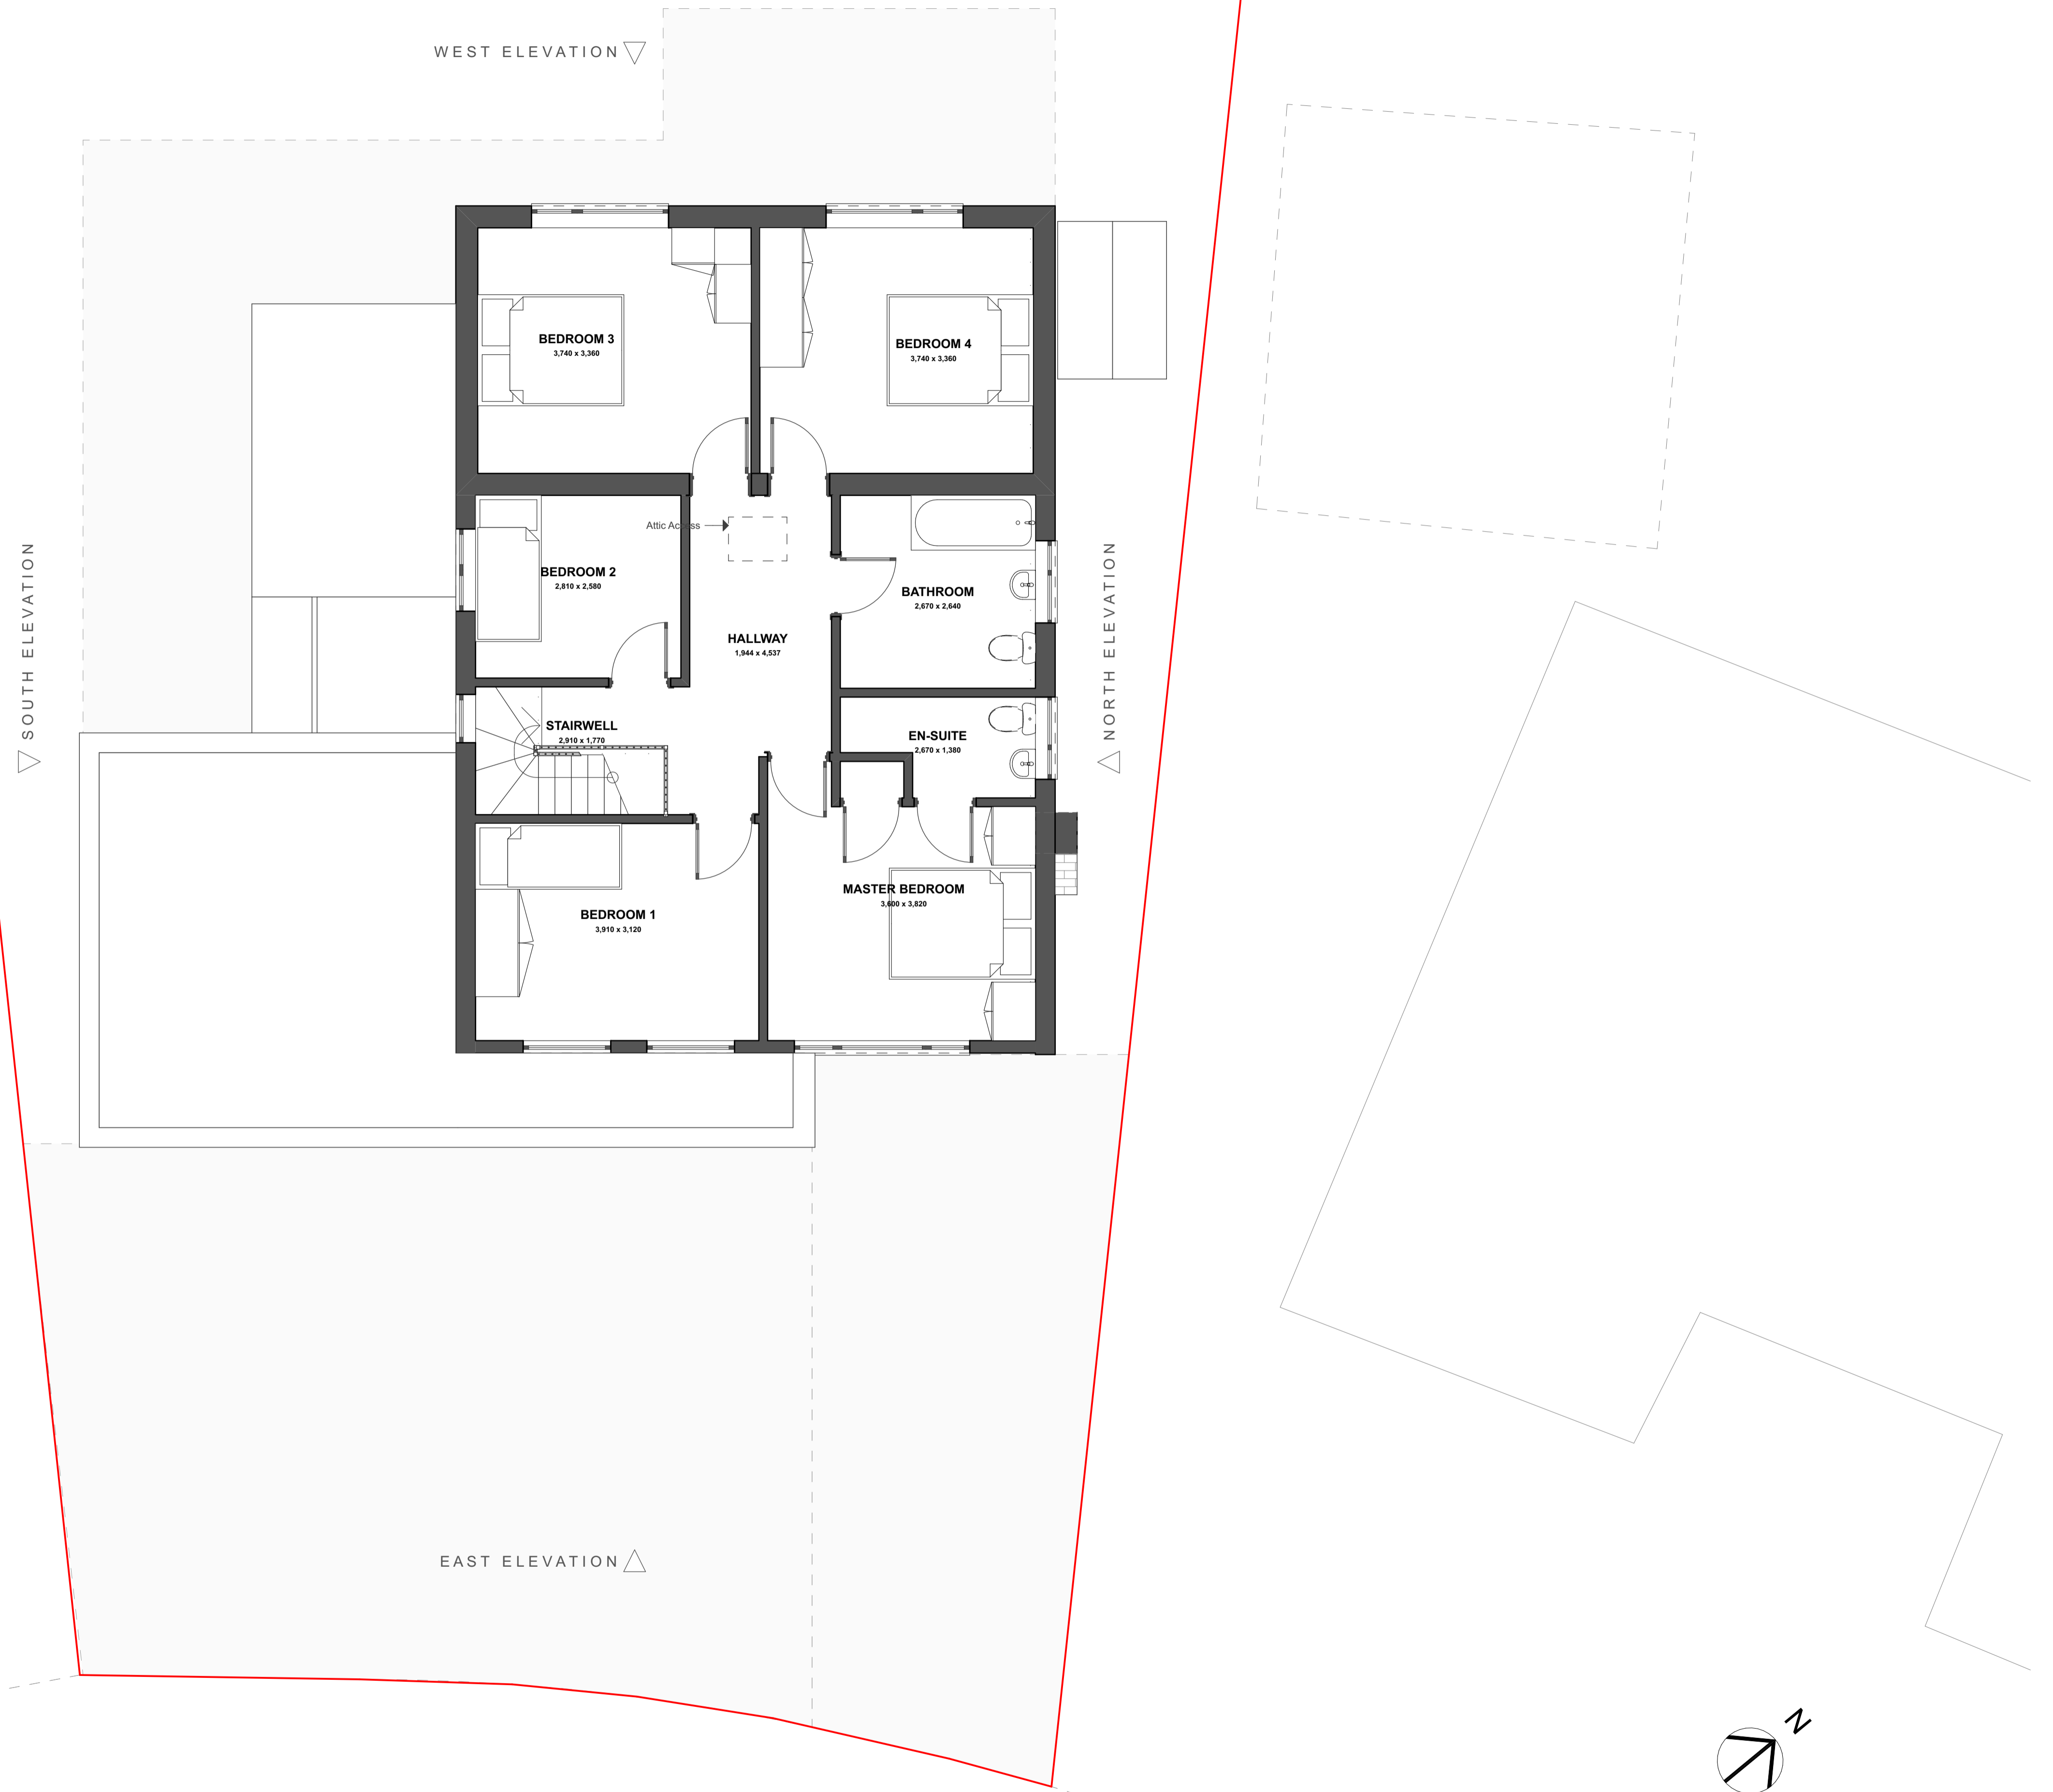 WEST ELEVATION
BEDROOM 3
3,740 x 3,360
BEDROOM 4
3,740 x 3,360
Attic Access
SOUTH ELEVATION
BEDROOM 2
2,810 x 2,580
BATHROOM
2,670 x 2,640
NORTH ELEVATION
HALLWAY
1,944 x 4,537
STAIRWELL
2,910 x 1,770
EN-SUITE
2,670 x 1,380
MASTER BEDROOM
3,600 x 3,820
BEDROOM 1
3,910 x 3,120
EAST ELEVATION
N